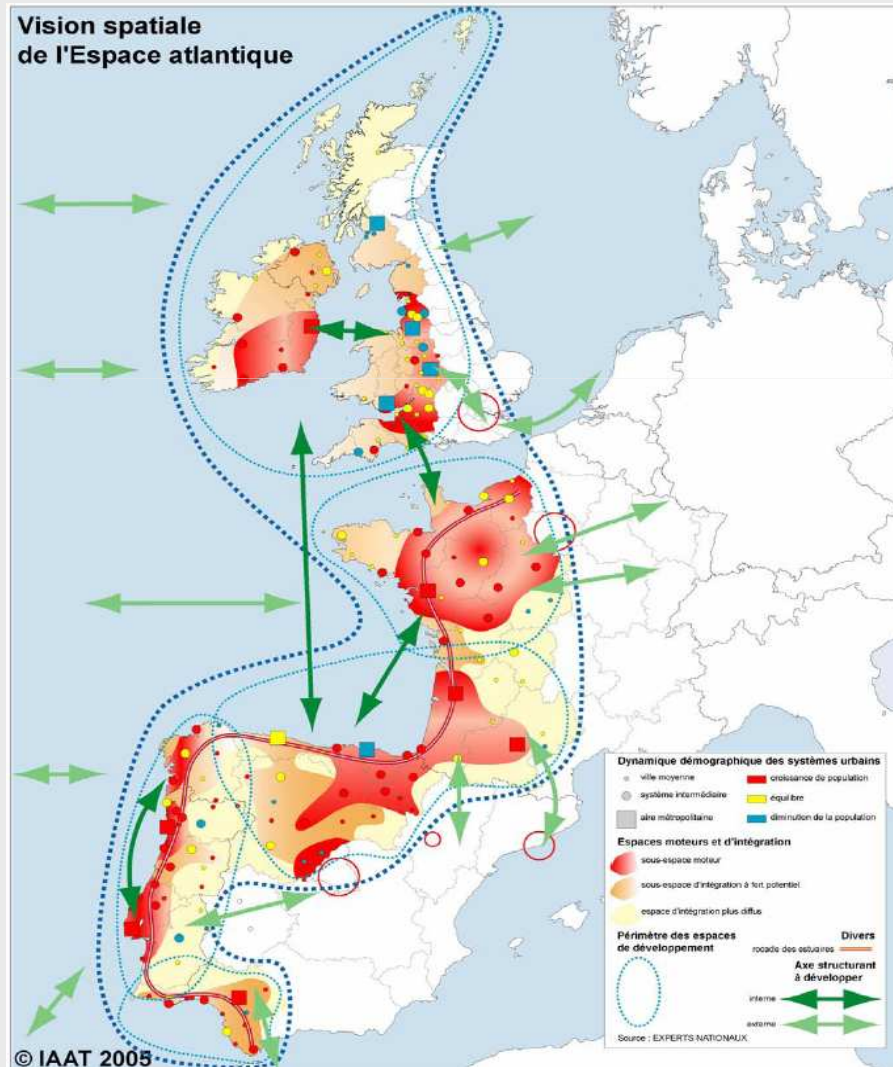 Vision spatiale
de l'Espace atlantique
Dynamique démographique des systèmes urbains
ville moyenne
système intermédiaire
aire métropolitaine
croissance de population
équilibre
diminution de la population
Espaces moteurs et d'intégration
sous-espace moteur
sous-espace d'intégration à fort potentiel
espace d'intégration plus diffus
Périmètre des espaces
de développement
Divers
rocade des estuaires
Axe structurant
à développer
interne
externe
Source : EXPERTS NATIONAUX
© IAAT 2005